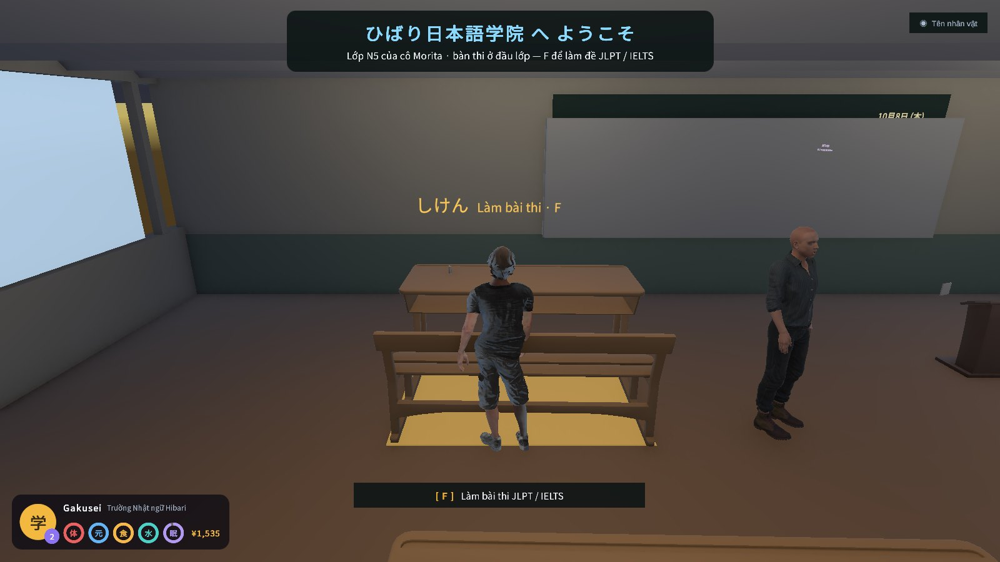 ひばり日本語学院 へ ようこそ
Lớp N5 của cô Morita · bàn thi ở đầu lớp — F để làm đề JLPT / IELTS
◉ Tên nhân vật
10月8日 (木)
しけん Làm bài thi · F
[ F ] Làm bài thi JLPT / IELTS
学
2
Gakusei Trường Nhật ngữ Hibari
体 元 食 水 眠 ¥1,535